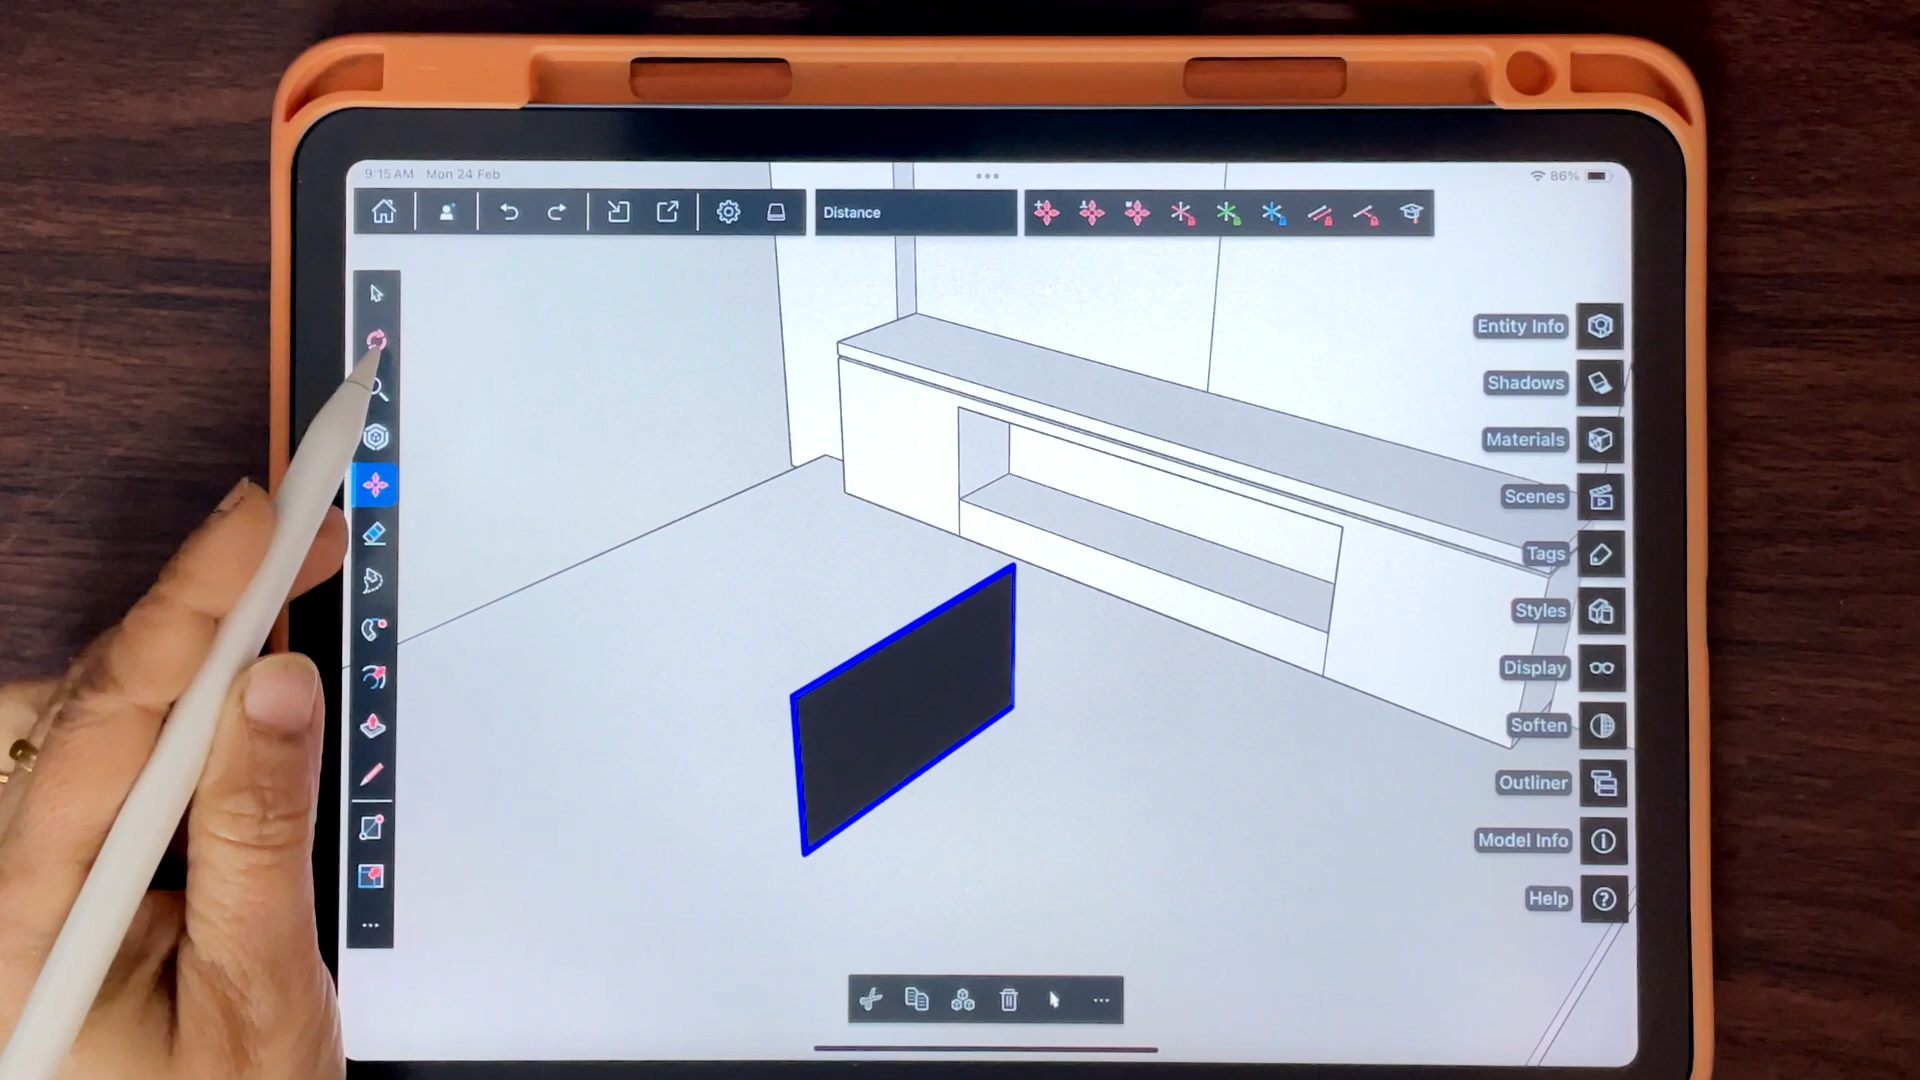 9:15 AM Mon 24 Feb
86%
Distance
Entity Info
Shadows
Materials
Scenes
Tags
Styles
Display
Soften
Outliner
Model Info
Help